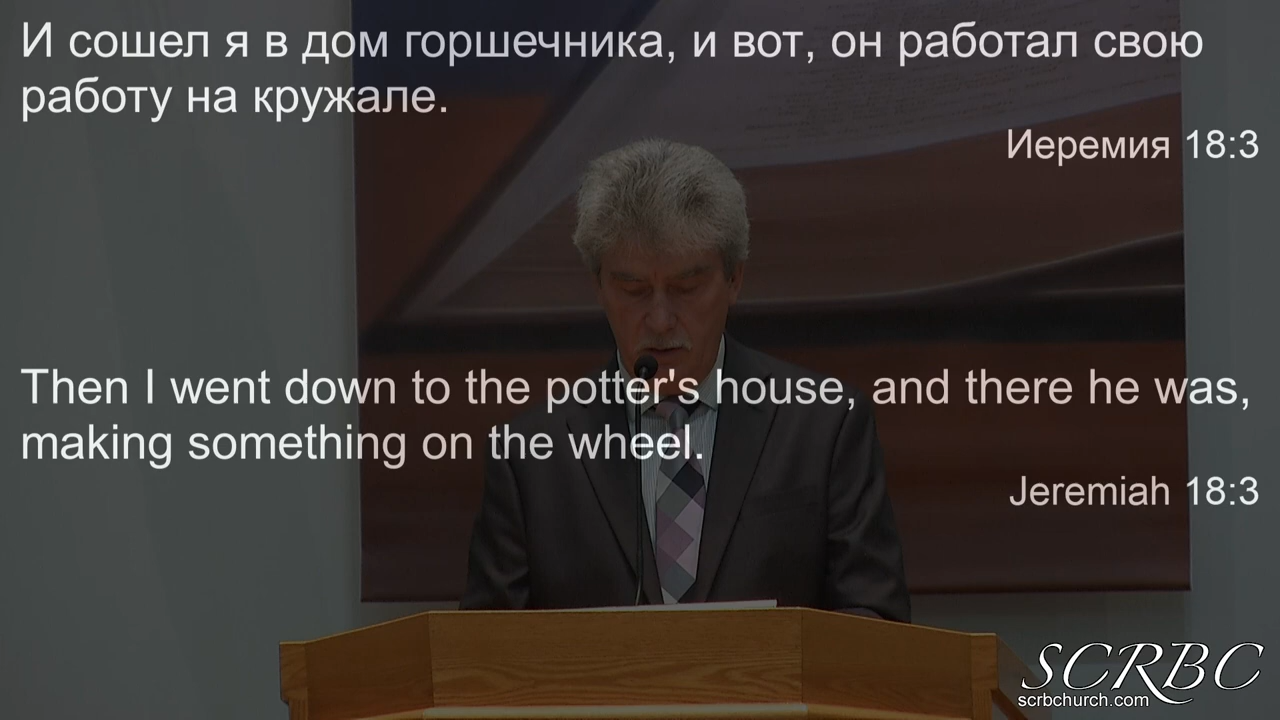 И сошел я в дом горшечника, и вот, он работал свою
работу на кружале.
Иеремия 18:3
Then I went down to the potter's house, and there he was,
making something on the wheel.
Jeremiah 18:3
SCRBC
scrbchurch.com